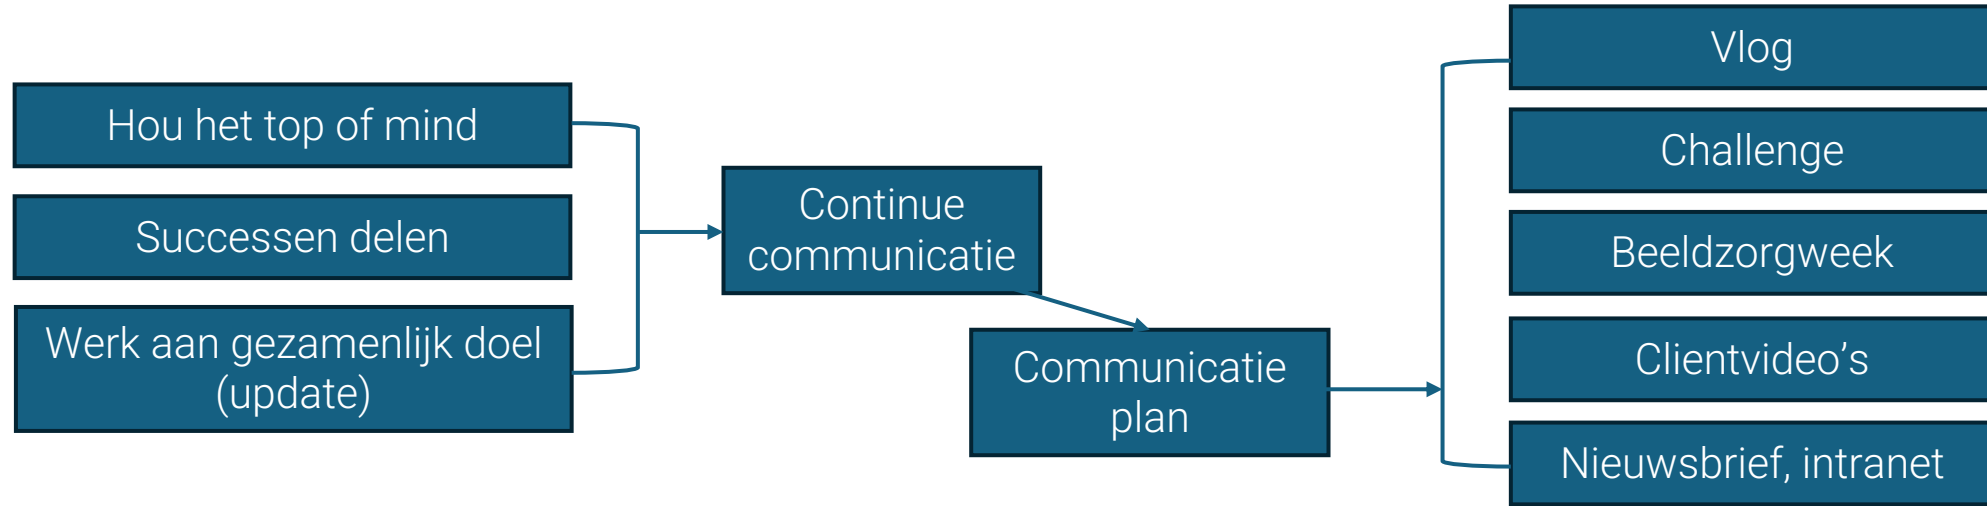 Hou het top of mind
Successen delen
Werk aan gezamenlijk doel
(update)
Continue
communicatie
Communicatie
plan
Vlog
Challenge
Beeldzorgweek
Clientvideo’s
Nieuwsbrief, intranet